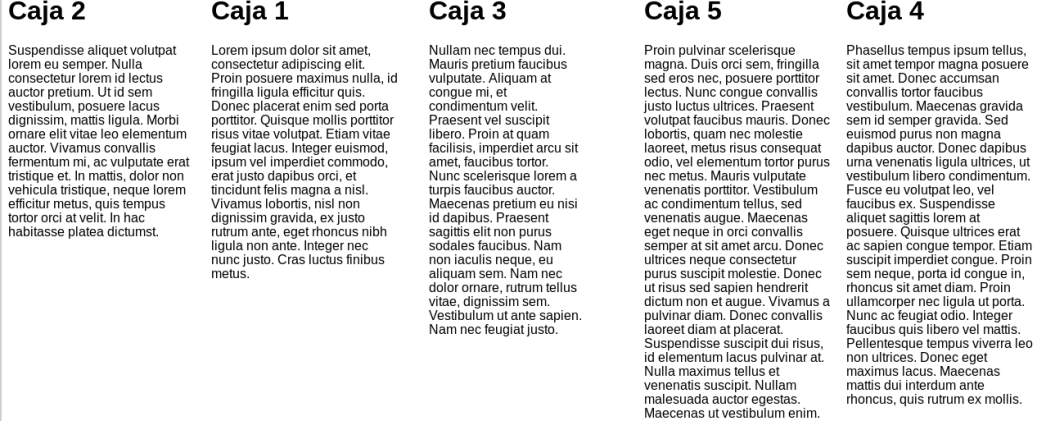 Caja 2
Suspendisse aliquet volutpat
lorem eu semper. Nulla
consectetur lorem id lectus
auctor pretium. Ut id sem
vestibulum, posuere lacus
dignissim, mattis ligula. Morbi
ornare elit vitae leo elementum
auctor. Vivamus convallis
fermentum mi, ac vulputate erat
tristique et. In mattis, dolor non
vehicula tristique, neque lorem
efficitur metus, quis tempus
tortor orci at velit. In hac
habitasse platea dictumst.
Caja 1
Lorem ipsum dolor sit amet,
consectetur adipiscing elit.
Proin posuere maximus nulla, id
fringilla ligula efficitur quis.
Donec placerat enim sed porta
porttitor. Quisque mollis porttitor
risus vitae volutpat. Etiam vitae
feugiat lacus. Integer euismod,
ipsum vel imperdiet commodo,
erat justo dapibus orci, et
tincidunt felis magna a nisl.
Vivamus lobortis, nisl non
dignissim gravida, ex justo
rutrum ante, eget rhoncus nibh
ligula non ante. Integer nec
nunc justo. Cras luctus finibus
metus.
Caja 3
Nullam nec tempus dui.
Mauris pretium faucibus
vulputate. Aliquam at
congue mi, et
condimentum velit.
Praesent vel suscipit
libero. Proin at quam
facilisis, imperdiet arcu sit
amet, faucibus tortor.
Nunc scelerisque lorem a
turpis faucibus auctor.
Maecenas pretium eu nisi
id dapibus. Praesent
sagittis elit non purus
sodales faucibus. Nam
non iaculis neque, eu
aliquam sem. Nam nec
dolor ornare, rutrum tellus
vitae, dignissim sem.
Vestibulum ut ante sapien.
Nam nec feugiat justo.
Caja 5
Proin pulvinar scelerisque
magna. Duis orci sem, fringilla
sed eros nec, posuere porttitor
lectus. Nunc congue convallis
justo luctus ultrices. Praesent
volutpat faucibus mauris. Donec
lobortis, quam nec molestie
laoreet, metus risus consequat
odio, vel elementum tortor purus
nec metus. Mauris vulputate
venenatis porttitor. Vestibulum
ac condimentum tellus, sed
venenatis augue. Maecenas
eget neque in orci convallis
semper at sit amet arcu. Donec
ultrices neque consectetur
purus suscipit molestie. Donec
ut risus sed sapien hendrerit
dictum non et augue. Vivamus a
pulvinar diam. Donec convallis
laoreet diam at placerat.
Suspendisse suscipit dui risus,
id elementum lacus pulvinar at.
Nulla maximus tellus et
venenatis suscipit. Nullam
malesuada auctor egestas.
Maecenas ut vestibulum enim.
Caja 4
Phasellus tempus ipsum tellus,
sit amet tempor magna posuere
sit amet. Donec accumsan
convallis tortor faucibus
vestibulum. Maecenas gravida
sem id semper gravida. Sed
euismod purus non magna
dapibus auctor. Donec dapibus
urna venenatis ligula ultrices, ut
vestibulum libero condimentum.
Fusce eu volutpat leo, vel
faucibus ex. Suspendisse
aliquet sagittis lorem at
posuere. Quisque ultrices erat
ac sapien congue tempor. Etiam
suscipit imperdiet congue. Proin
sem neque, porta id congue in,
rhoncus sit amet diam. Proin
ullamcorper nec ligula ut porta.
Nunc ac feugiat odio. Integer
faucibus quis libero vel mattis.
Pellentesque tempus viverra leo
non ultrices. Donec eget
maximus lacus. Maecenas
mattis dui interdum ante
rhoncus, quis rutrum ex mollis.